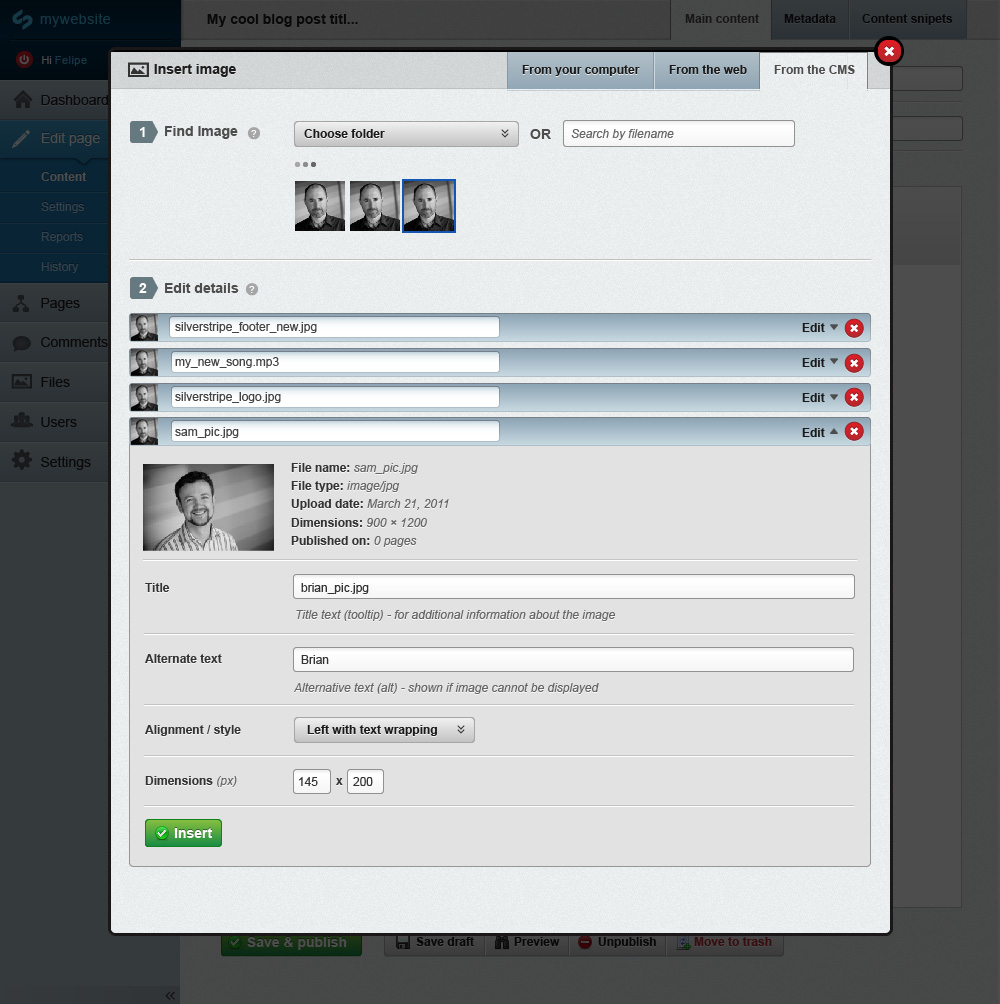 mywebsite
My cool blog post titl...
Main content
Metadata
Content snipets
Hi Felipe
Dashboard
Edit page
Content
Settings
Reports
History
Pages
Comments
Files
Users
Settings
Insert image
From your computer
From the web
From the CMS
1 Find Image ?
Choose folder
OR
Search by filename
2 Edit details ?
silverstripe_footer_new.jpg
Edit
my_new_song.mp3
Edit
silverstripe_logo.jpg
Edit
sam_pic.jpg
Edit
File name: sam_pic.jpg
File type: image/jpg
Upload date: March 21, 2011
Dimensions: 900 × 1200
Published on: 0 pages
Title
brian_pic.jpg
Title text (tooltip) - for additional information about the image
Alternate text
Brian
Alternative text (alt) - shown if image cannot be displayed
Alignment / style
Left with text wrapping
Dimensions (px)
145 x 200
Insert
Save & publish
Save draft
Preview
Unpublish
Move to trash